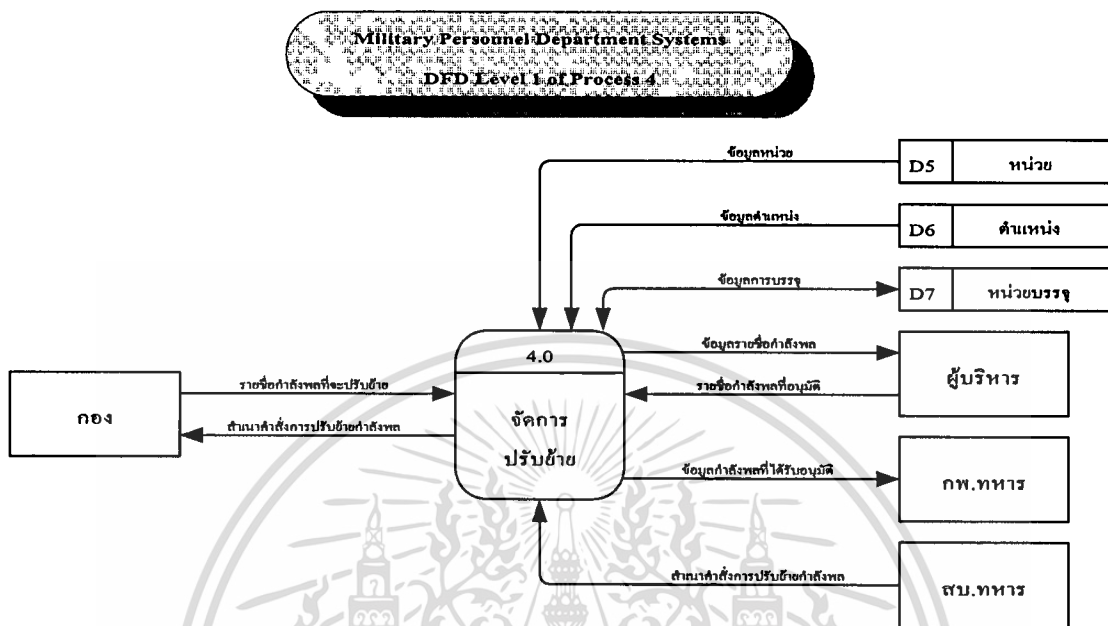 Military Personnel Department Systems
DFD Level 1 of Process 4
ข้อมูลหน่วย
D5 หน่วย
ข้อมูลตำแหน่ง
D6 ตำแหน่ง
ข้อมูลการบรรจุ
D7 หน่วยบรรจุ
4.0
จัดการ
ปรับย้าย
ข้อมูลรายชื่อกำลังพล
รายชื่อกำลังพลที่อนุมัติ
ผู้บริหาร
กอง
รายชื่อกำลังพลที่จะปรับย้าย
สำเนาคำสั่งการปรับย้ายกำลังพล
ข้อมูลกำลังพลที่ได้รับอนุมัติ
กพ.ทหาร
สำเนาคำสั่งการปรับย้ายกำลังพล
สบ.ทหาร